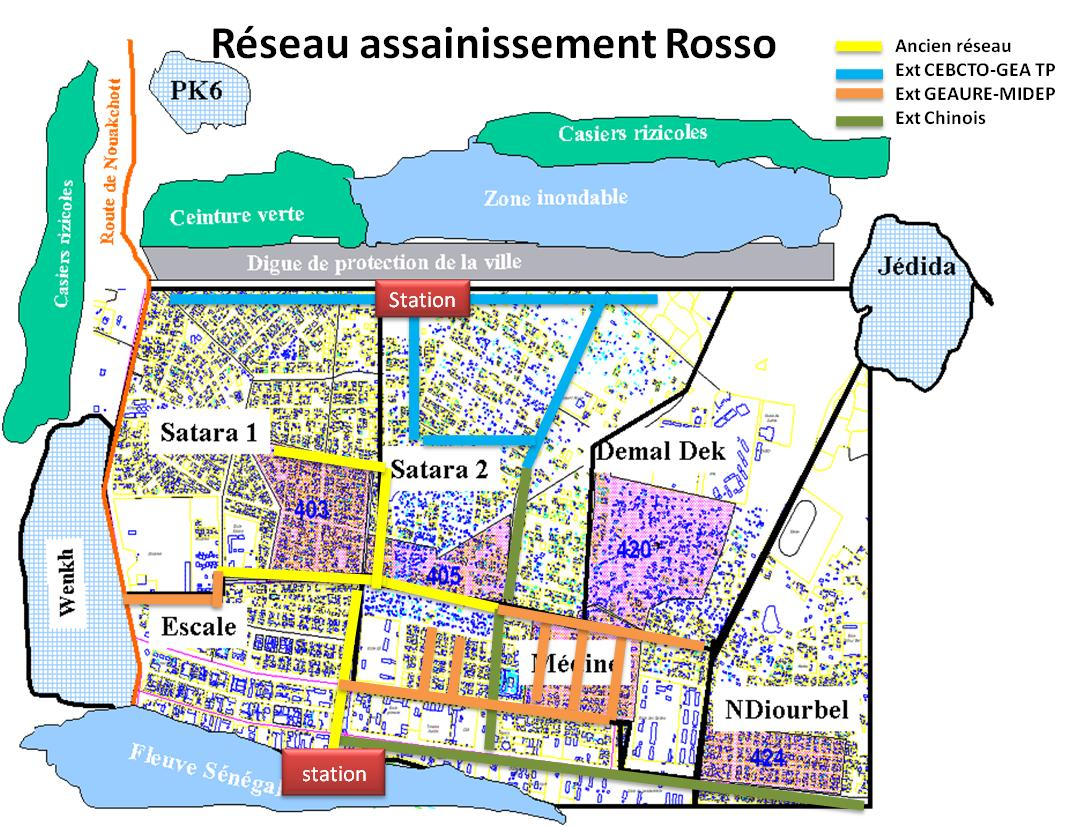 Réseau assainissement Rosso
Ancien réseau
Ext CEBCTO-GEA TP
Ext GEAURE-MIDEP
Ext Chinois
PK6
Route de Nouakchott
Casiers rizicoles
Casiers rizicoles
Zone inondable
Ceinture verte
Digue de protection de la ville
Jédida
Station
Satara 1
Satara 2
Demal Dek
403
405
420
Wenkh
Escale
Médine
NDiourbel
424
Fleuve Sénéga
station